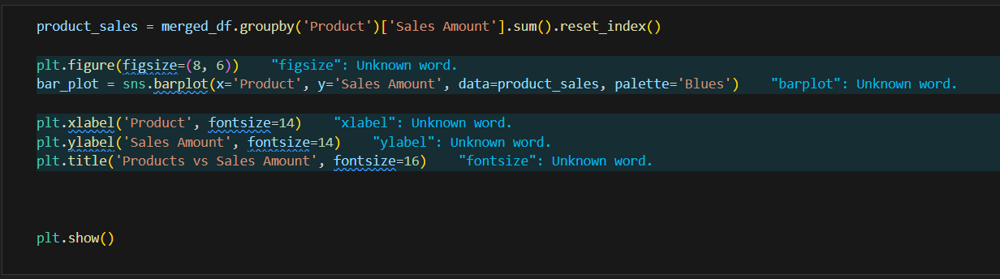 product_sales = merged_df.groupby('Product')['Sales Amount'].sum().reset_index()
plt.figure(figsize=(8, 6)) "figsize": Unknown word.
bar_plot = sns.barplot(x='Product', y='Sales Amount', data=product_sales, palette='Blues') "barplot": Unknown word.
plt.xlabel('Product', fontsize=14) "xlabel": Unknown word.
plt.ylabel('Sales Amount', fontsize=14) "ylabel": Unknown word.
plt.title('Products vs Sales Amount', fontsize=16) "fontsize": Unknown word.
plt.show()